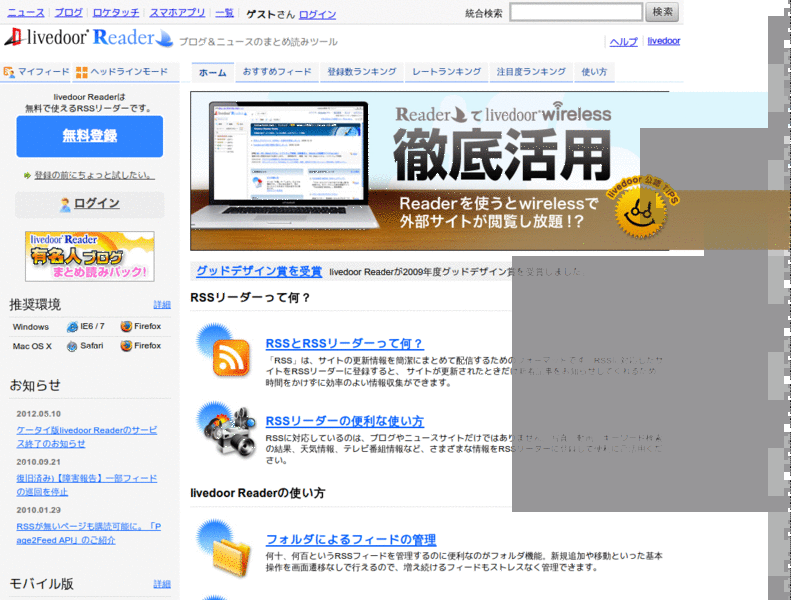 ニュース ブログ ロケタッチ スマホアプリ 一覧 ゲストさん ログイン 統合検索 検索
livedoor Reader ブログ＆ニュースのまとめ読みツール ヘルプ livedoor
マイフィード ヘッドラインモード ホーム おすすめフィード 登録数ランキング レートランキング 注目度ランキング 使い方
livedoor Readerは
無料で使えるRSSリーダーです。
無料登録
登録の前にちょっと試したい。
ログイン
livedoor Reader
有名人ブログ
まとめ読みパック!
推奨環境 詳細
Windows IE6 / 7 Firefox
Mac OS X Safari Firefox
お知らせ
2012.05.10
ケータイ版livedoor Readerのサービ
ス終了のお知らせ
2010.09.21
復旧済み)【障害報告】一部フィード
の巡回を停止
2010.01.29
RSSが無いページも購読可能に。「P
age2Feed API」のご紹介
モバイル版 詳細
Readerでlivedoor wireless
徹底活用
Readerを使うとwirelessで
外部サイトが閲覧し放題!?
livedoor 公認 TIPS
グッドデザイン賞を受賞 livedoor Readerが2009年度グッドデザイン賞を受賞しました
RSSリーダーって何？
RSSとRSSリーダーって何？
「RSS」は、サイトの更新情報を簡潔にまとめて配信するための
イトをRSSリーダーに登録すると、サイトが更新されたときだけ
時間をかけずに効率のよい情報収集ができます。
RSSリーダーの便利な使い方
RSSに対応しているのは、ブログやニュースサイトだけではあり
の結果、天気情報、テレビ番組情報など、さまざまな情報をRSS
さい。
livedoor Readerの使い方
フォルダによるフィードの管理
何十、何百というRSSフィードを管理するのに便利なのがフォルダ機能。新規追加や移動といった基本
操作を画面遷移なしで行えるので、増え続けるフィードもストレスなく管理できます。